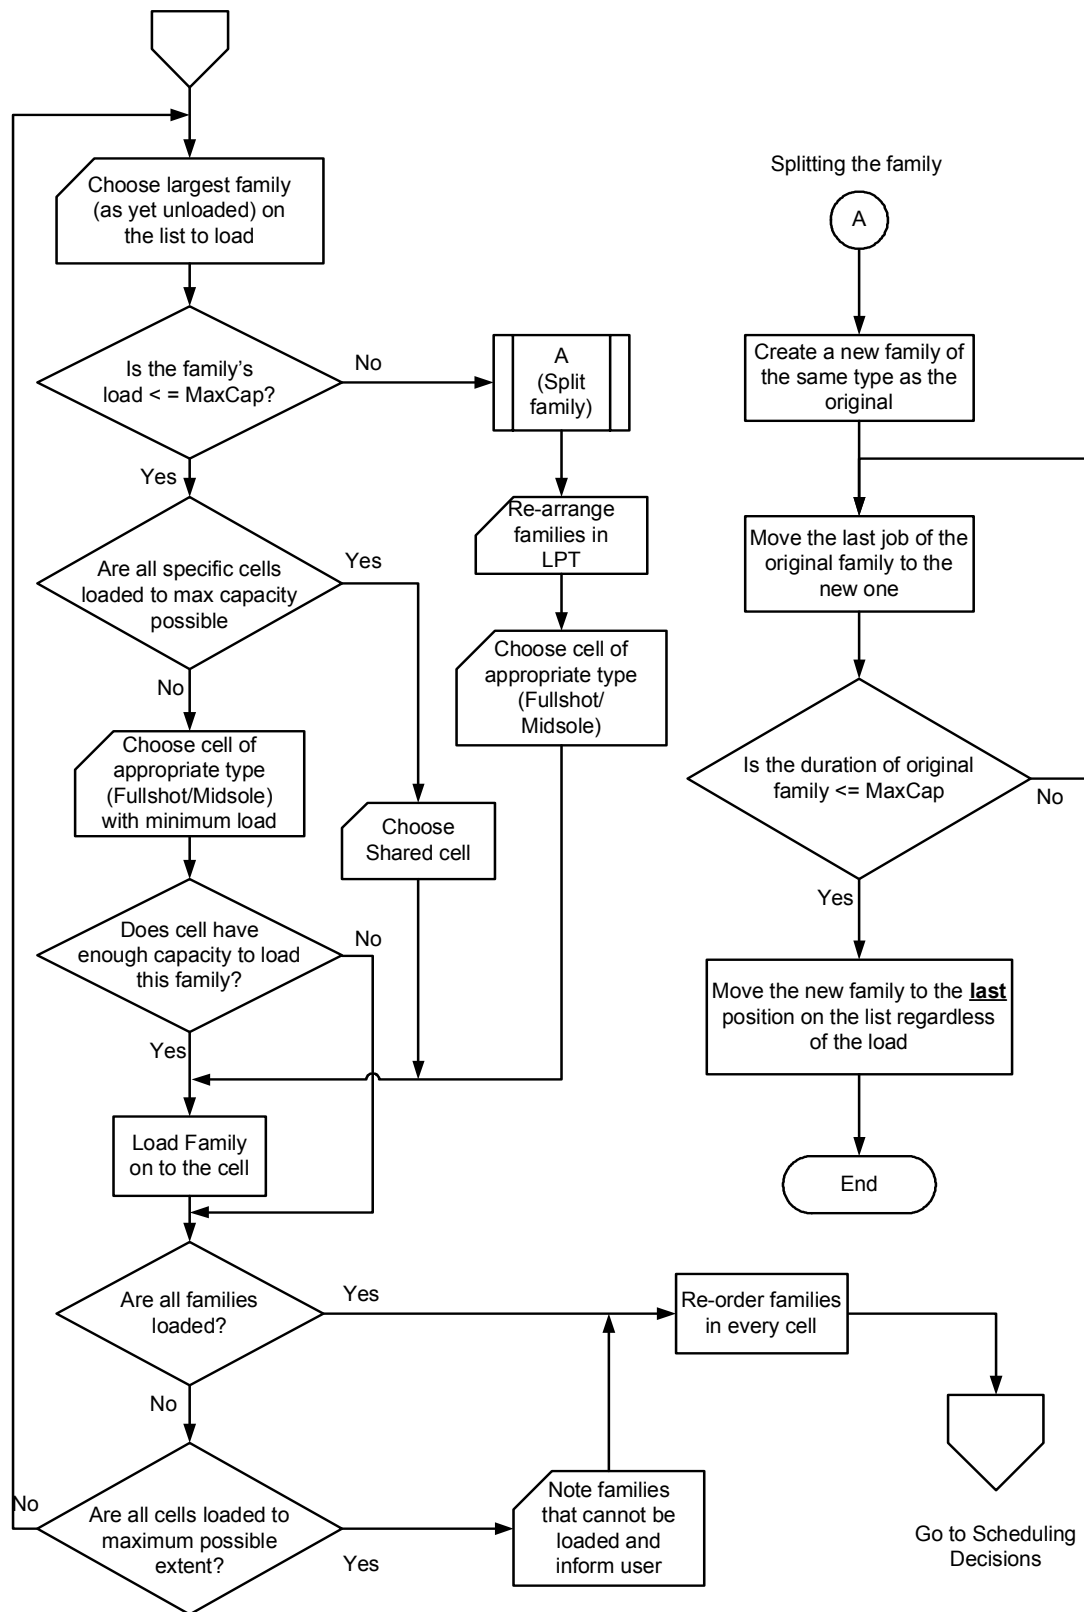 Choose largest family
(as yet unloaded) on
the list to load
Is the family's
load < = MaxCap?
No
Yes
A
(Split
family)
Re-arrange
families in
LPT
Choose cell of
appropriate type
(Fullshot/
Midsole)
Are all specific cells
loaded to max capacity
possible
Yes
No
Choose cell of
appropriate type
(Fullshot/Midsole)
with minimum load
Choose
Shared cell
Does cell have
enough capacity to load
this family?
No
Yes
Load Family
on to the cell
Are all families
loaded?
Yes
No
Re-order families
in every cell
Are all cells loaded to
maximum possible
extent?
No
Yes
Note families
that cannot be
loaded and
inform user
Go to Scheduling
Decisions
Splitting the family
A
Create a new family of
the same type as the
original
Move the last job of the
original family to the
new one
Is the duration of original
family <= MaxCap
No
Yes
Move the new family to the last
position on the list regardless
of the load
End